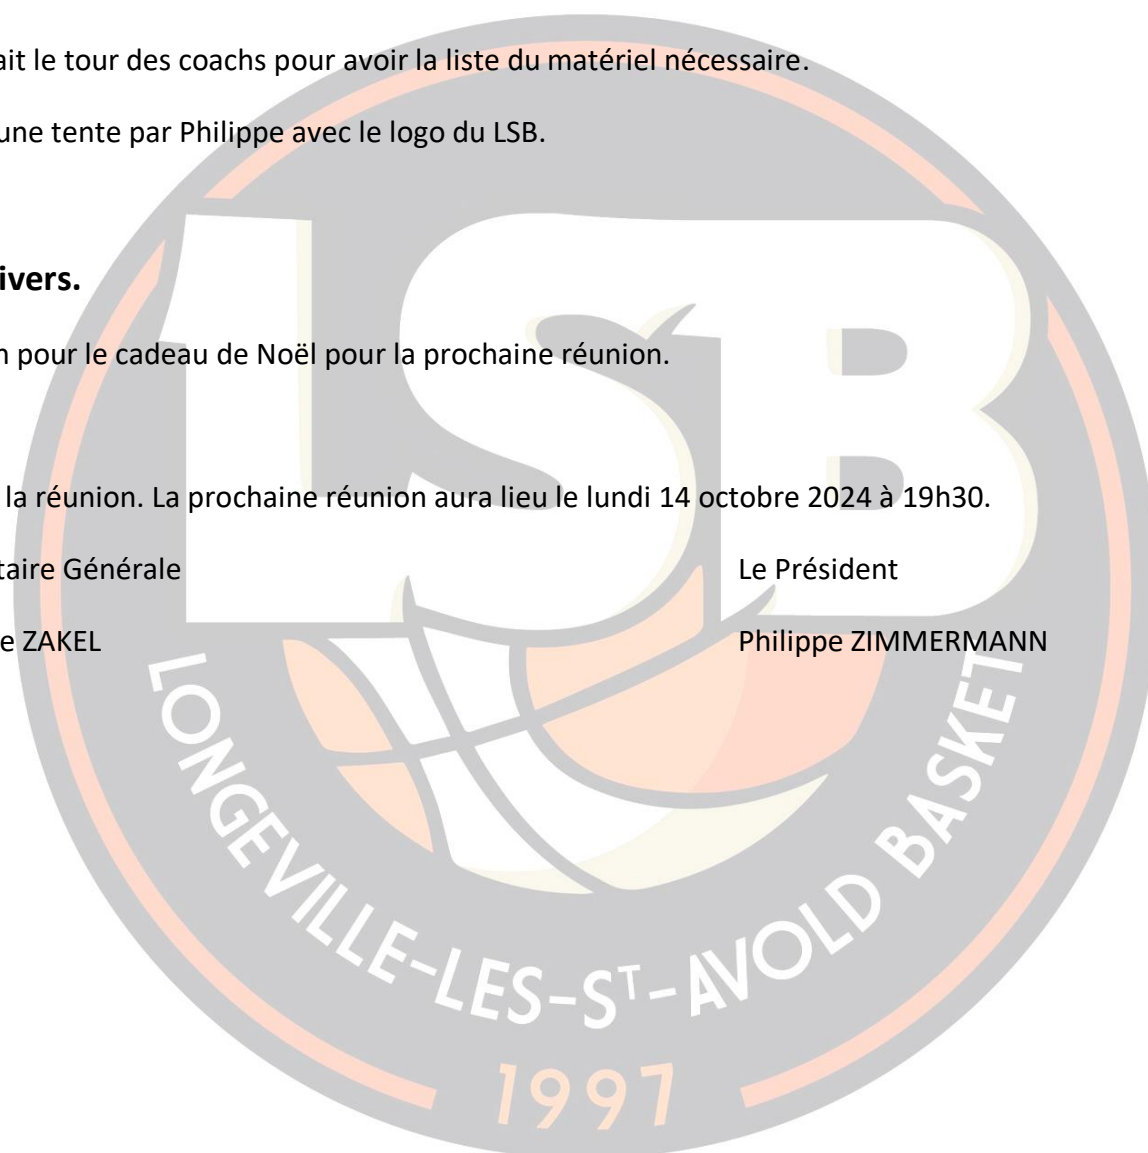 ait le tour des coachs pour avoir la liste du matériel nécessaire.
une tente par Philippe avec le logo du LSB.
ivers.
n pour le cadeau de Noël pour la prochaine réunion.
la réunion. La prochaine réunion aura lieu le lundi 14 octobre 2024 à 19h30.
taire Générale Le Président
e ZAKEL Philippe ZIMMERMANN
LSB
LONGEVILLE-LES-ST-AVOLD BASKET
1997